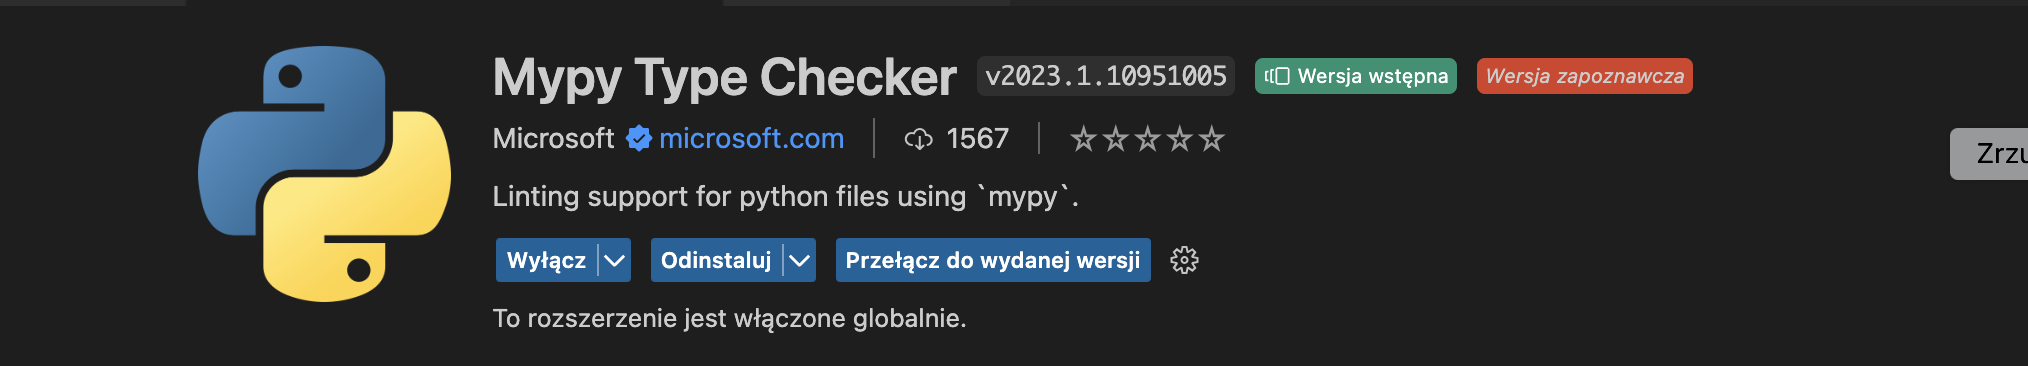 Mypy Type Checker v2023.1.10951005 Wersja wstępna Wersja zapoznawcza
Microsoft microsoft.com 1567
Linting support for python files using `mypy`.
Wyłącz Odinstaluj Przełącz do wydanej wersji
To rozszerzenie jest włączone globalnie.